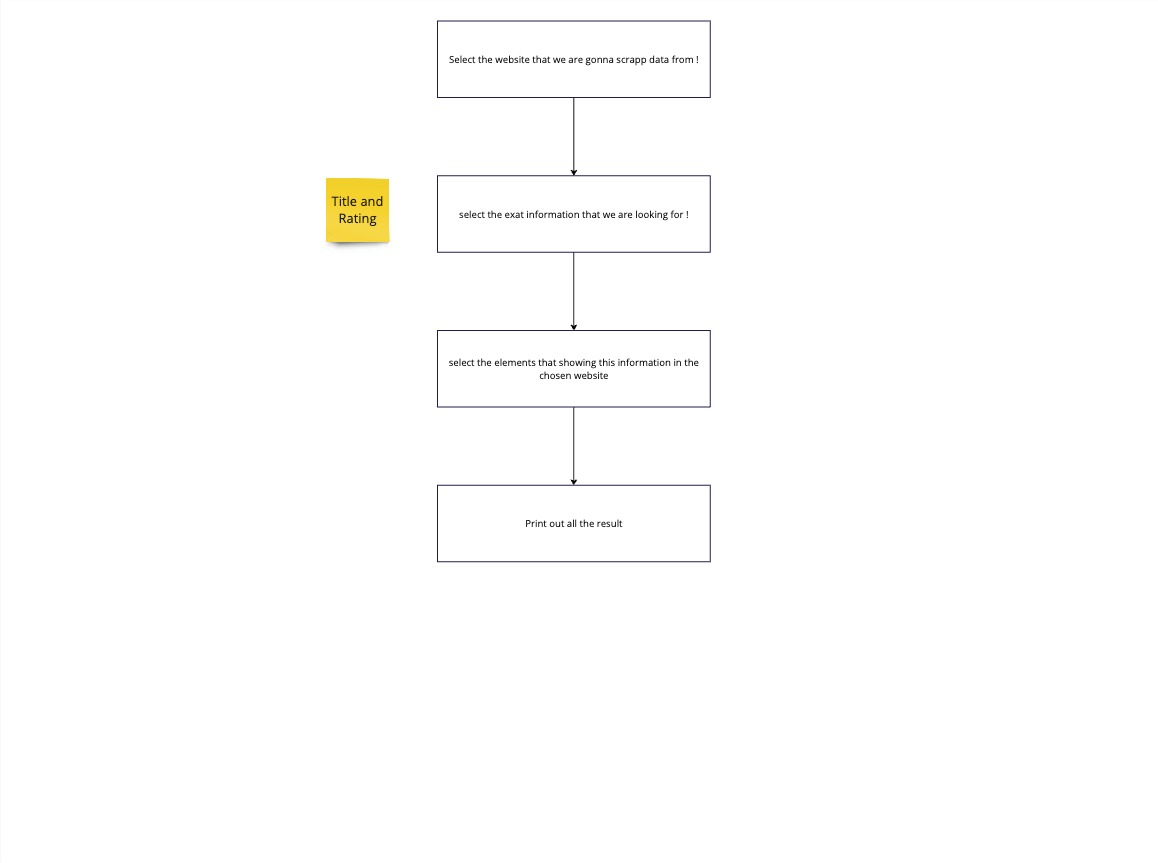 Select the website that we are gonna scrapp data from !
Title and
Rating
select the exat information that we are looking for !
select the elements that showing this information in the
chosen website
Print out all the result